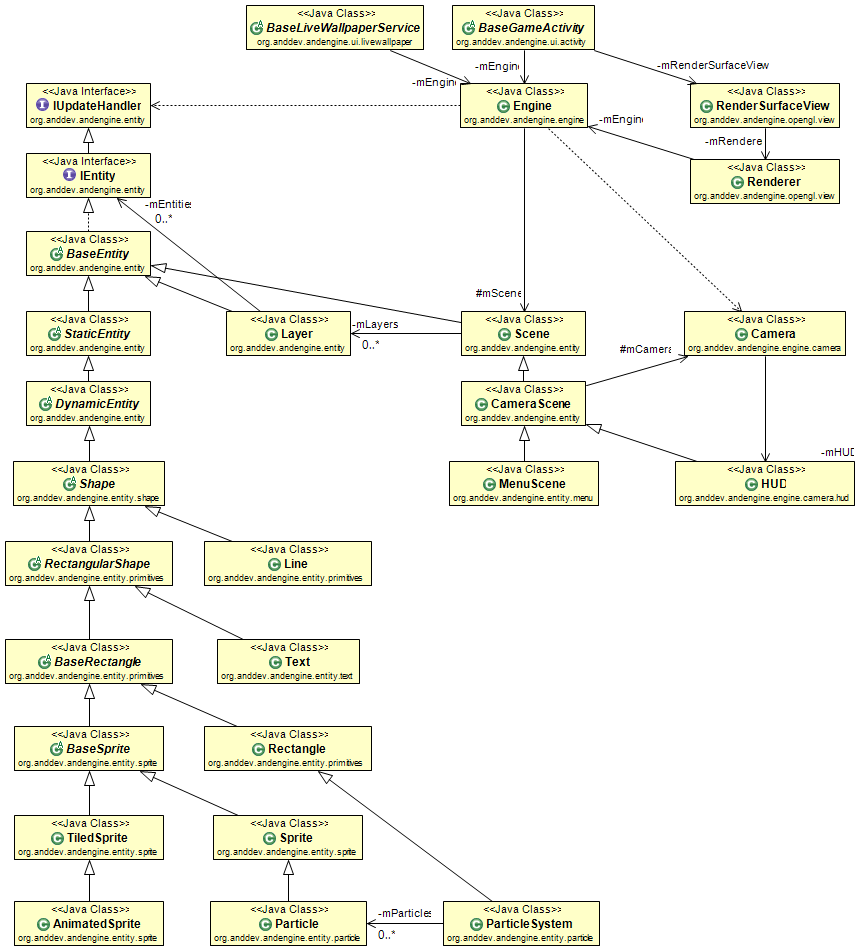 <<Java Class>>
BaseLiveWallpaperService
org.anddev.andengine.ui.livewallpaper
<<Java Class>>
BaseGameActivity
org.anddev.andengine.ui.activity
-mEngine
-mEngine
-mRenderSurfaceView
<<Java Interface>>
IUpdateHandler
org.anddev.andengine.entity
<<Java Class>>
Engine
org.anddev.andengine.engine
-mEngine
<<Java Class>>
RenderSurfaceView
org.anddev.andengine.opengl.view
-mRendere
<<Java Interface>>
IEntity
org.anddev.andengine.entity
<<Java Class>>
Renderer
org.anddev.andengine.opengl.view
-mEntities
0..*
<<Java Class>>
BaseEntity
org.anddev.andengine.entity
#mScene
<<Java Class>>
StaticEntity
org.anddev.andengine.entity
<<Java Class>>
Layer
org.anddev.andengine.entity
-mLayers
0..*
<<Java Class>>
Scene
org.anddev.andengine.entity
<<Java Class>>
Camera
org.anddev.andengine.engine.camera
#mCamera
<<Java Class>>
DynamicEntity
org.anddev.andengine.entity
<<Java Class>>
CameraScene
org.anddev.andengine.entity
-mHUD
<<Java Class>>
Shape
org.anddev.andengine.entity.shape
<<Java Class>>
MenuScene
org.anddev.andengine.entity.menu
<<Java Class>>
HUD
org.anddev.andengine.engine.camera.hud
<<Java Class>>
RectangularShape
org.anddev.andengine.entity.primitives
<<Java Class>>
Line
org.anddev.andengine.entity.primitives
<<Java Class>>
BaseRectangle
org.anddev.andengine.entity.primitives
<<Java Class>>
Text
org.anddev.andengine.entity.text
<<Java Class>>
BaseSprite
org.anddev.andengine.entity.sprite
<<Java Class>>
Rectangle
org.anddev.andengine.entity.primitives
<<Java Class>>
TiledSprite
org.anddev.andengine.entity.sprite
<<Java Class>>
Sprite
org.anddev.andengine.entity.sprite
<<Java Class>>
AnimatedSprite
org.anddev.andengine.entity.sprite
<<Java Class>>
Particle
org.anddev.andengine.entity.particle
-mParticles
0..*
<<Java Class>>
ParticleSystem
org.anddev.andengine.entity.particle